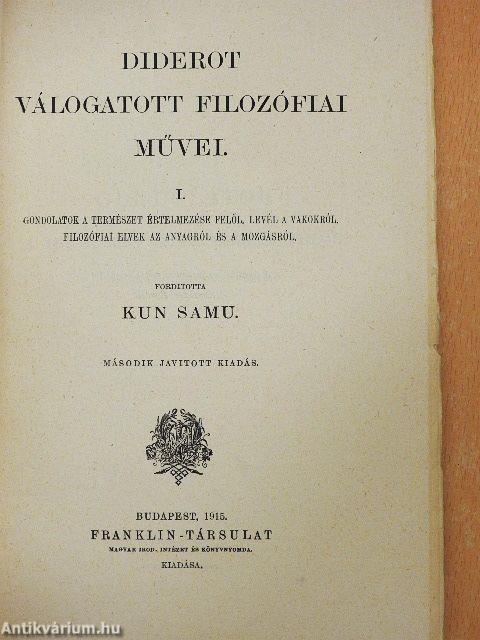 DIDEROT
VÁLOGATOTT FILOZÓFIAI
MŰVEI.
I.
GONDOLATOK A TERMÉSZET ÉRTELMEZÉSE FELŐL. LEVÉL A VAKOKRÓL.
FILOZÓFIAI ELVEK AZ ANYAGRÓL ÉS A MOZGÁSRÓL.
FORDITOTTA
KUN SAMU.
MÁSODIK JAVITOTT KIADÁS.
BUDAPEST, 1915.
FRANKLIN-TÁRSULAT
MAGYAR IROD. INTÉZET ÉS KÖNYVNYOMDA.
KIADÁSA.
Antikvárium.hu